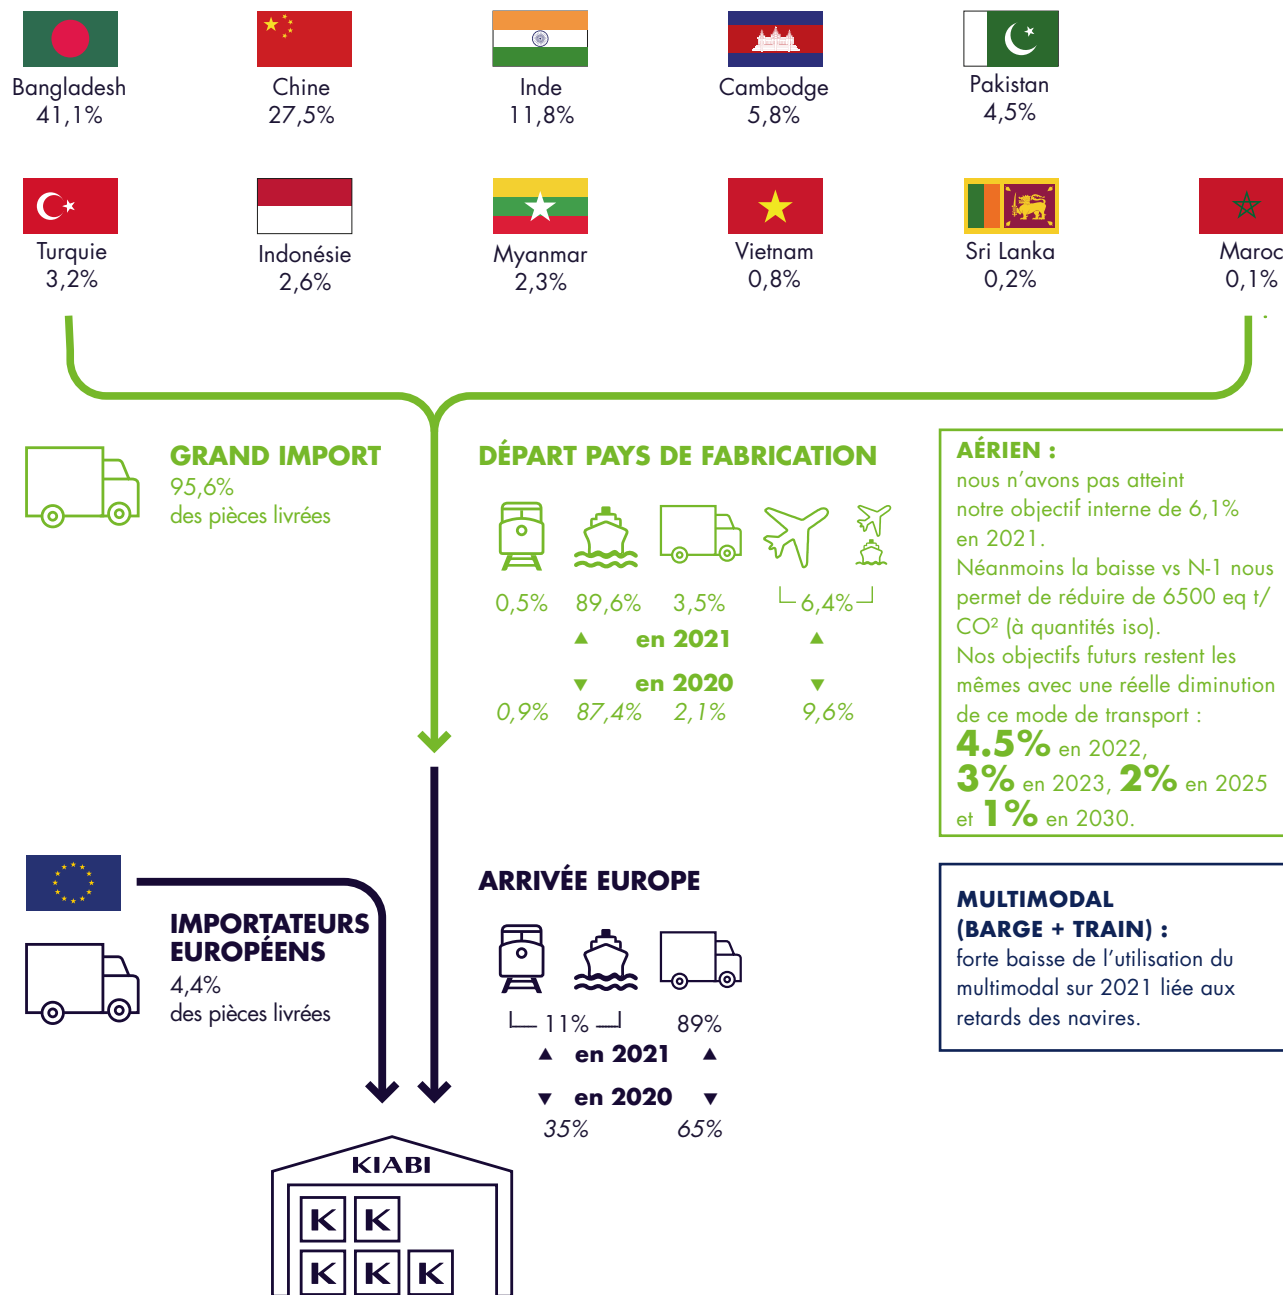 Bangladesh
41,1%
Chine
27,5%
Inde
11,8%
Cambodge
5,8%
Pakistan
4,5%
Turquie
3,2%
Indonésie
2,6%
Myanmar
2,3%
Vietnam
0,8%
Sri Lanka
0,2%
Maroc
0,1%
GRAND IMPORT
95,6%
des pièces livrées
DÉPART PAYS DE FABRICATION
0,5% 89,6% 3,5% 6,4%
en 2021
en 2020
0,9% 87,4% 2,1% 9,6%
AÉRIEN :
nous n’avons pas atteint
notre objectif interne de 6,1%
en 2021.
Néanmoins la baisse vs N-1 nous
permet de réduire de 6500 eq t/
CO² (à quantités iso).
Nos objectifs futurs restent les
mêmes avec une réelle diminution
de ce mode de transport :
4.5% en 2022,
3% en 2023, 2% en 2025
et 1% en 2030.
IMPORTATEURS
EUROPÉENS
4,4%
des pièces livrées
ARRIVÉE EUROPE
11% 89%
en 2021
en 2020
35% 65%
MULTIMODAL
(BARGE + TRAIN) :
forte baisse de l’utilisation du
multimodal sur 2021 liée aux
retards des navires.
KIABI
K K
K K K